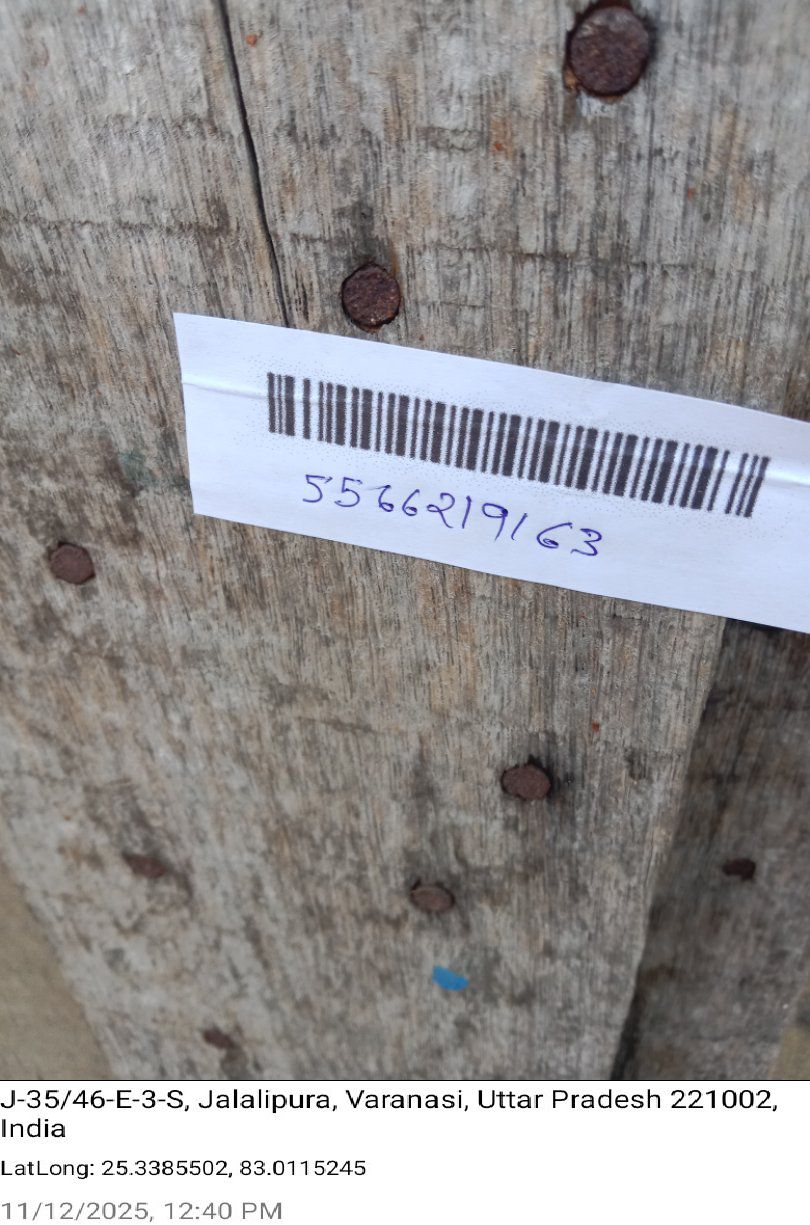 5566219163
J-35/46-E-3-S, Jalalipura, Varanasi, Uttar Pradesh 221002,
India
LatLong: 25.3385502, 83.0115245
11/12/2025, 12:40 PM